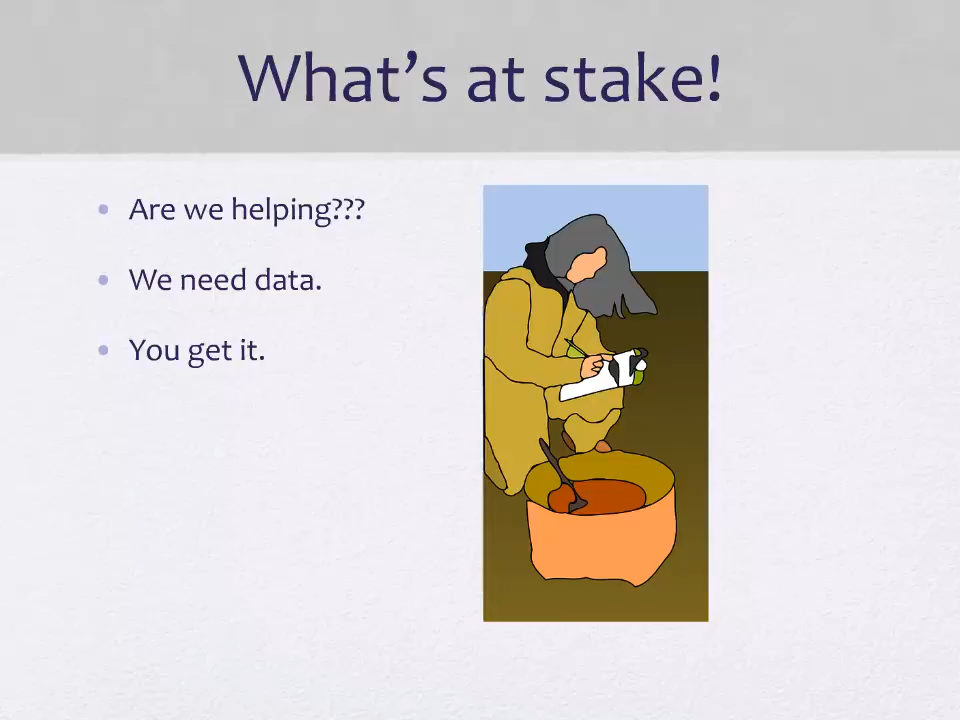 What’s at stake!
• Are we helping???
• We need data.
• You get it.